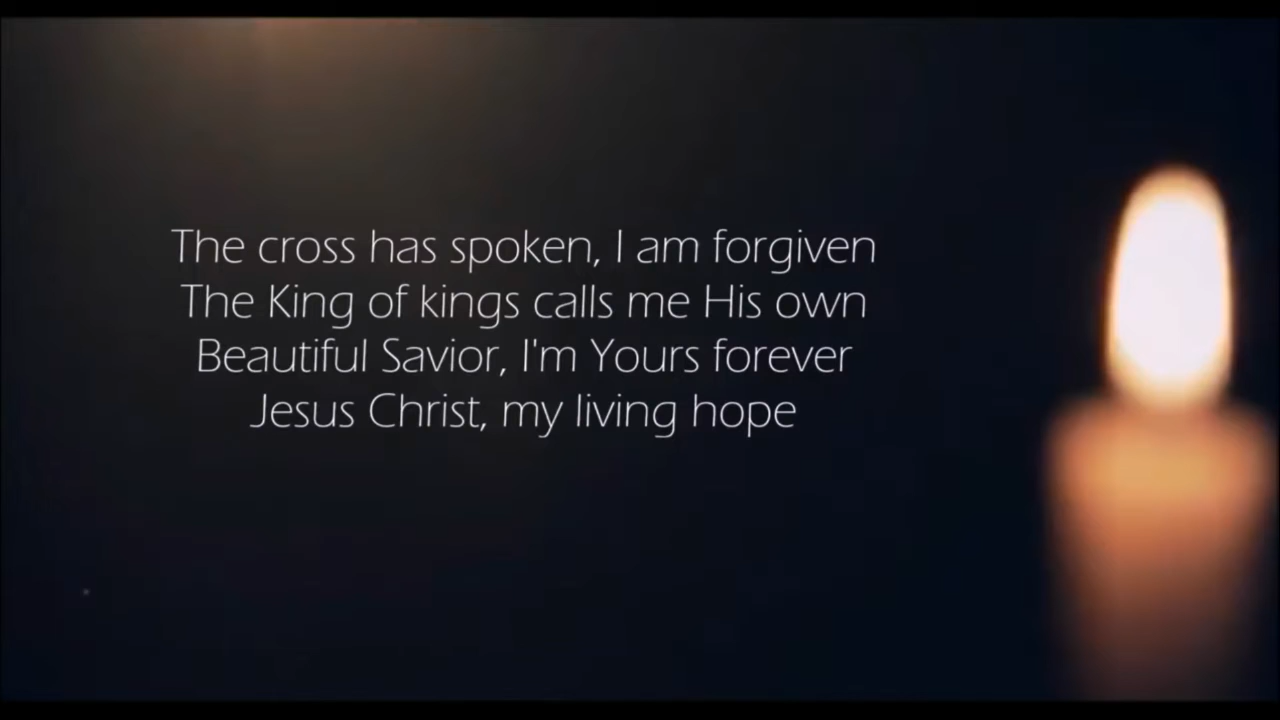 The cross has spoken, I am forgiven
The King of kings calls me His own
Beautiful Savior, I'm Yours forever
Jesus Christ, my living hope